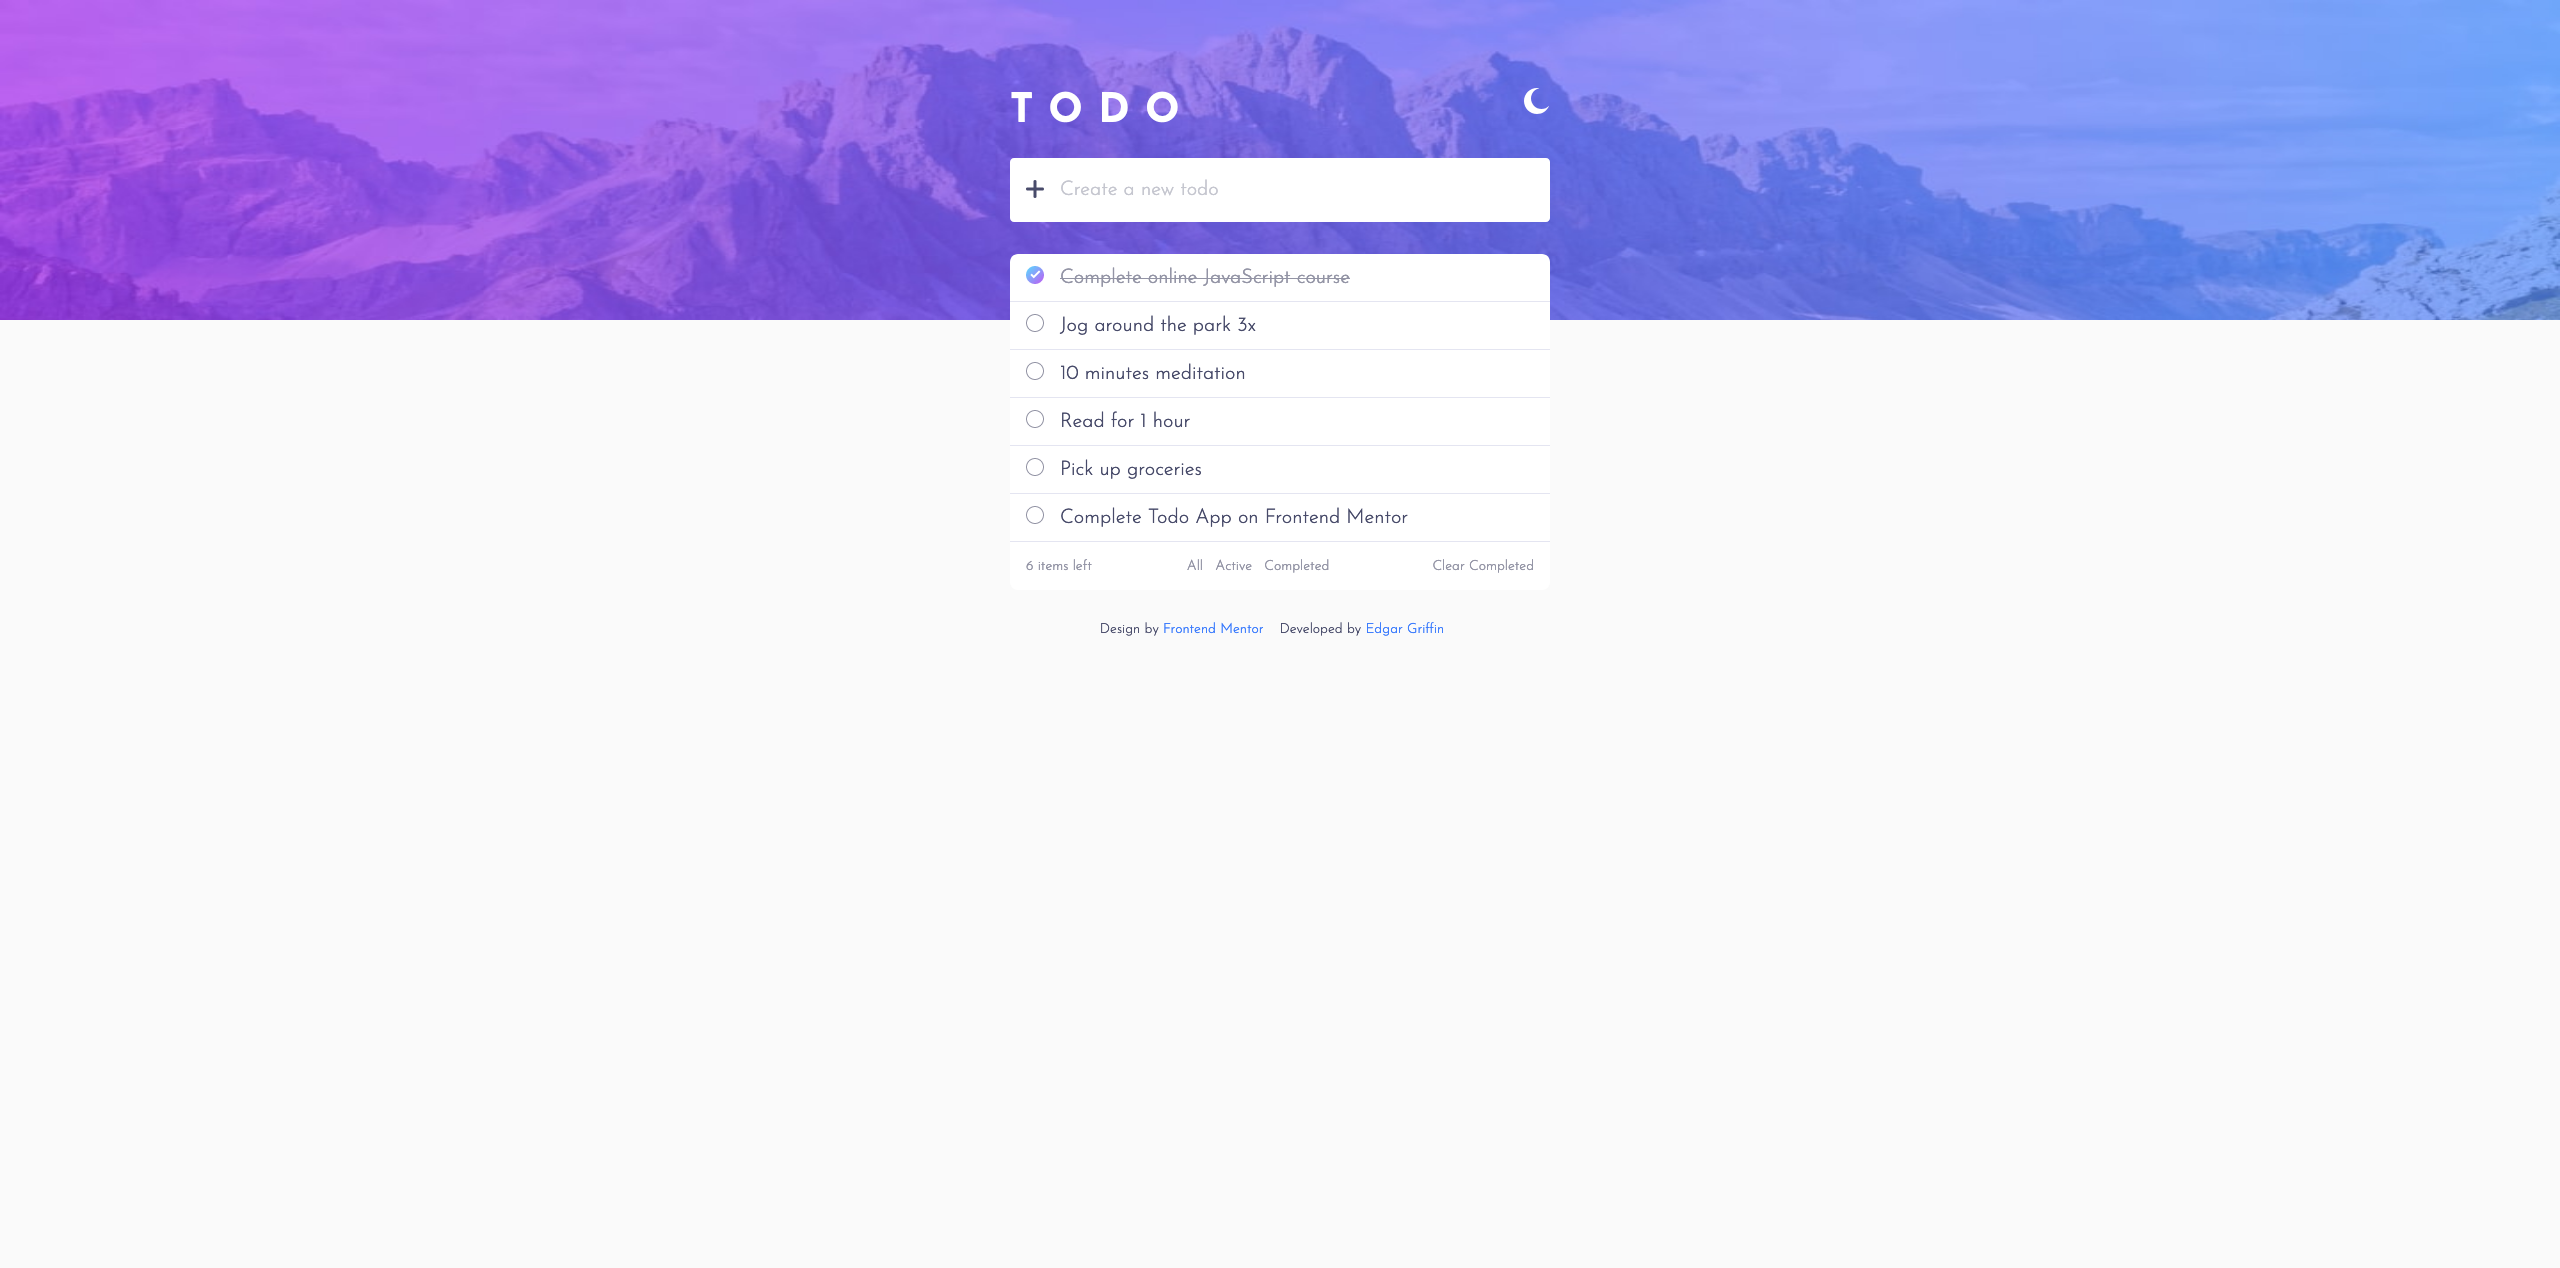 TODO
Create a new todo
Complete online JavaScript course
Jog around the park 3x
10 minutes meditation
Read for 1 hour
Pick up groceries
Complete Todo App on Frontend Mentor
6 items left All Active Completed Clear Completed
Design by Frontend Mentor Developed by Edgar Griffin